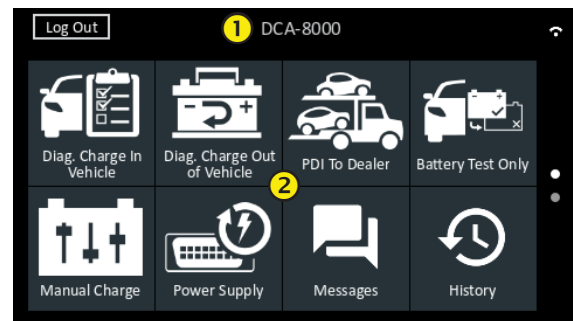 Log Out
1
DCA-8000
Diag. Charge In
Vehicle
Diag. Charge Out
of Vehicle
PDI To Dealer
Battery Test Only
2
Manual Charge
Power Supply
Messages
History